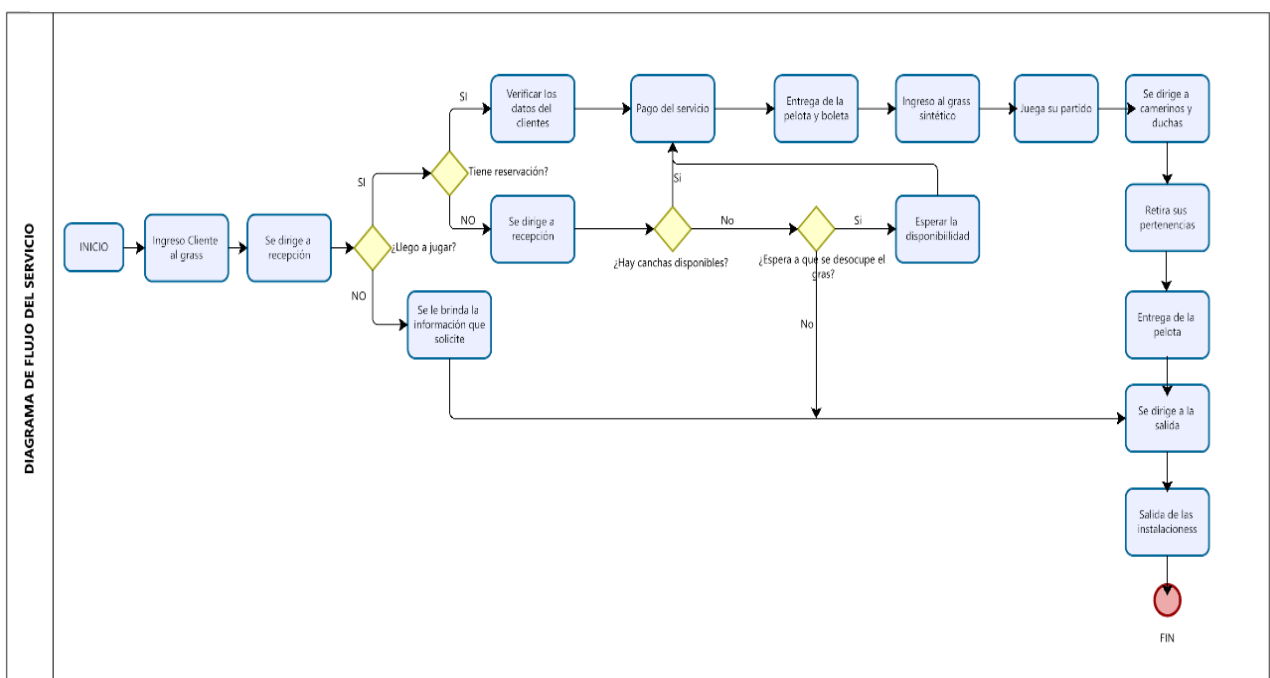 DIAGRAMA DE FLUJO DEL SERVICIO
INICIO
Ingreso Cliente
al grass
Se dirige a
recepción
¿Llego a jugar?
SI
NO
Tiene reservación?
SI
NO
Verificar los
datos del
clientes
Pago del servicio
Entrega de la
pelota y boleta
Ingreso al grass
sintético
Juega su partido
Se dirige a
camerinos y
duchas
Se dirige a
recepción
¿Hay canchas disponibles?
Si
No
¿Espera a que se desocupe el
gras?
Si
No
Esperar la
disponibiilidad
Se le brinda la
información que
solicite
Retira sus
pertenencias
Entrega de la
pelota
Se dirige a la
salida
Salida de las
instalacioness
FIN